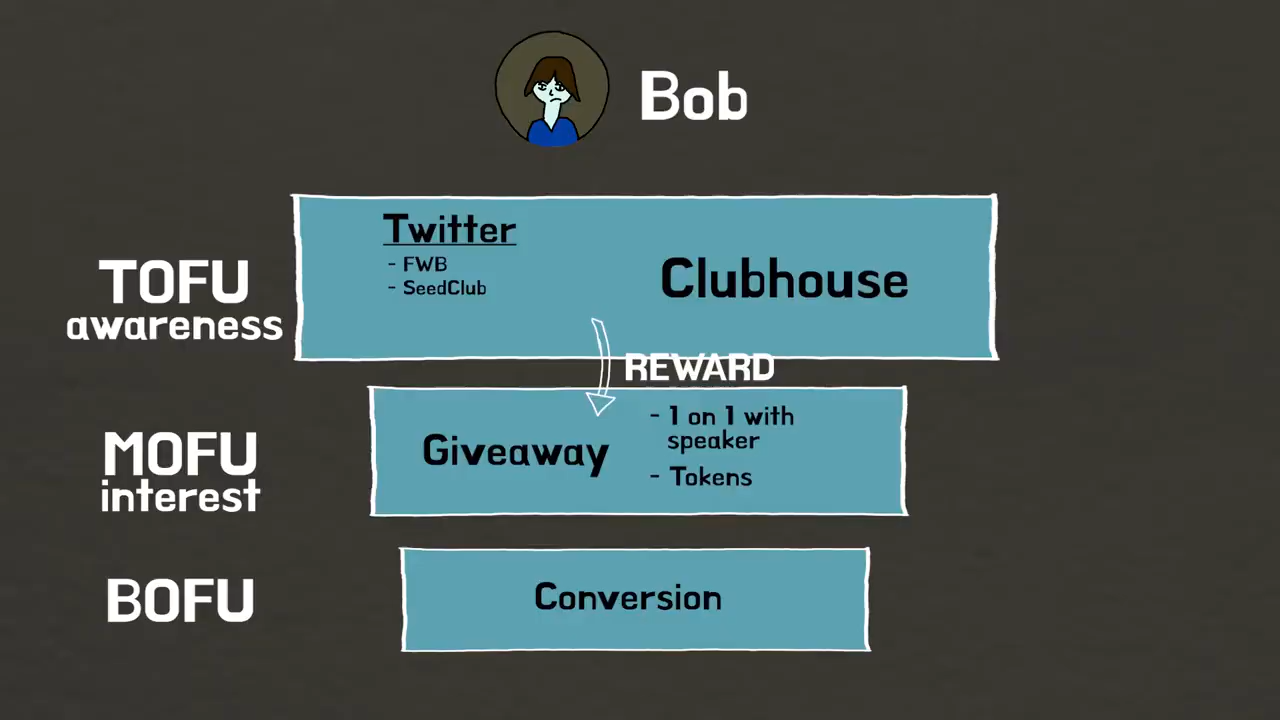 Bob
Twitter
- FWB
- SeedClub
Clubhouse
TOFU
awareness
REWARD
MOFU
interest
Giveaway
- 1 on 1 with
speaker
- Tokens
BOFU
Conversion